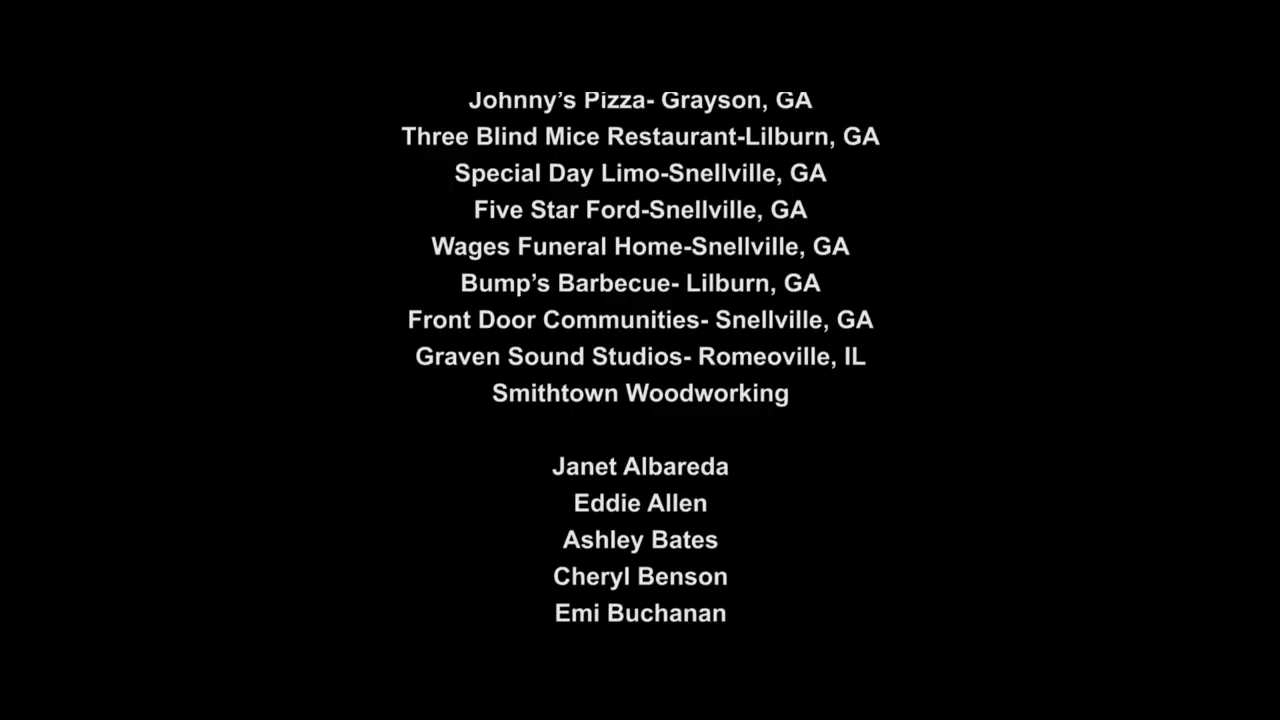 Johnny's Pizza- Grayson, GA
Three Blind Mice Restaurant-Lilburn, GA
Special Day Limo-Snellville, GA
Five Star Ford-Snellville, GA
Wages Funeral Home-Snellville, GA
Bump's Barbecue- Lilburn, GA
Front Door Communities- Snellville, GA
Graven Sound Studios- Romeoville, IL
Smithtown Woodworking
Janet Albareda
Eddie Allen
Ashley Bates
Cheryl Benson
Emi Buchanan